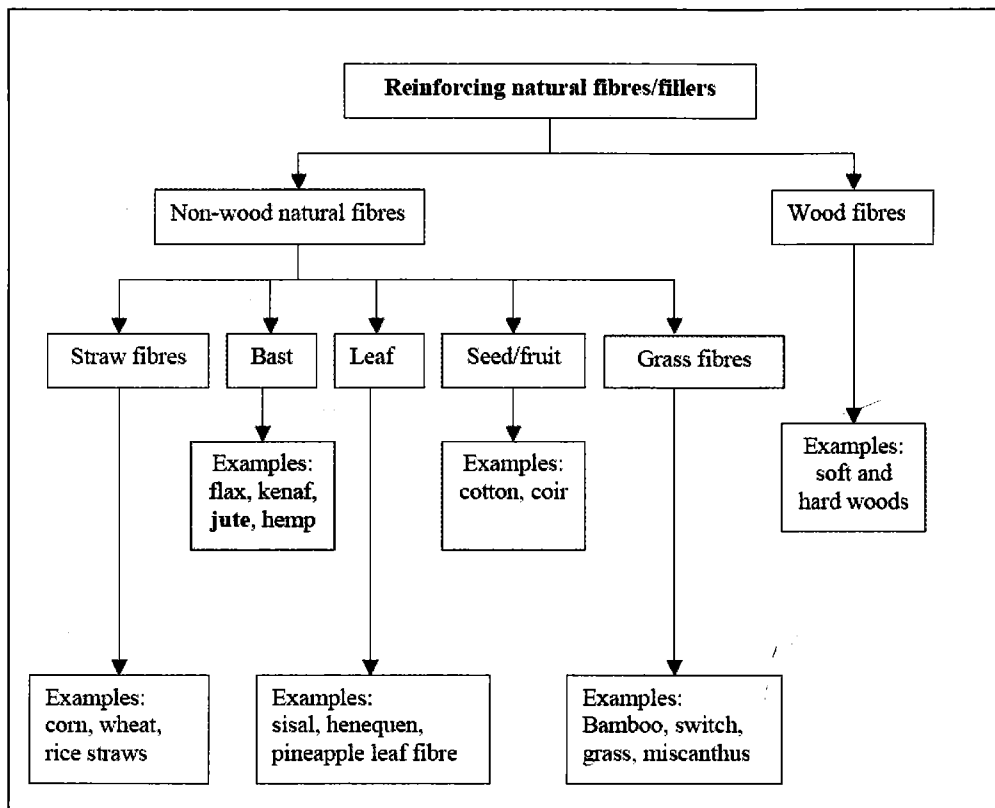 Reinforcing natural fibres/fillers
Non-wood natural fibres
Wood fibres
Straw fibres
Bast
Leaf
Seed/fruit
Grass fibres
Examples:
flax, kenaf,
jute, hemp
Examples:
cotton, coir
Examples:
soft and
hard woods
Examples:
corn, wheat,
rice straws
Examples:
sisal, henequen,
pineapple leaf fibre
Examples:
Bamboo, switch,
grass, miscanthus